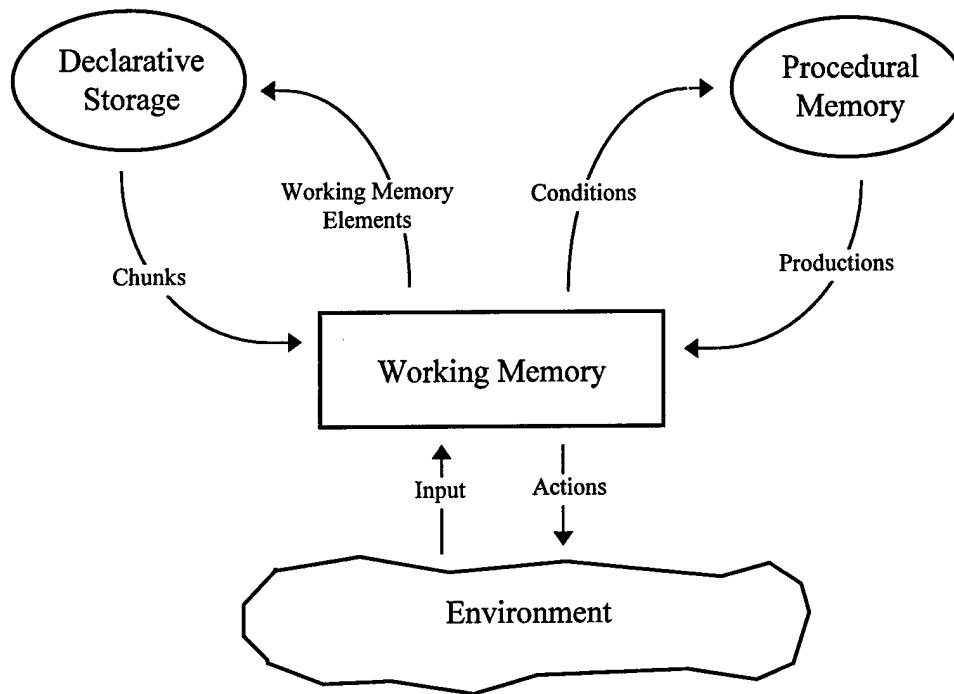 Declarative
Storage
Procedural
Memory
Working Memory
Elements
Conditions
Chunks
Productions
Working Memory
Input
Actions
Environment